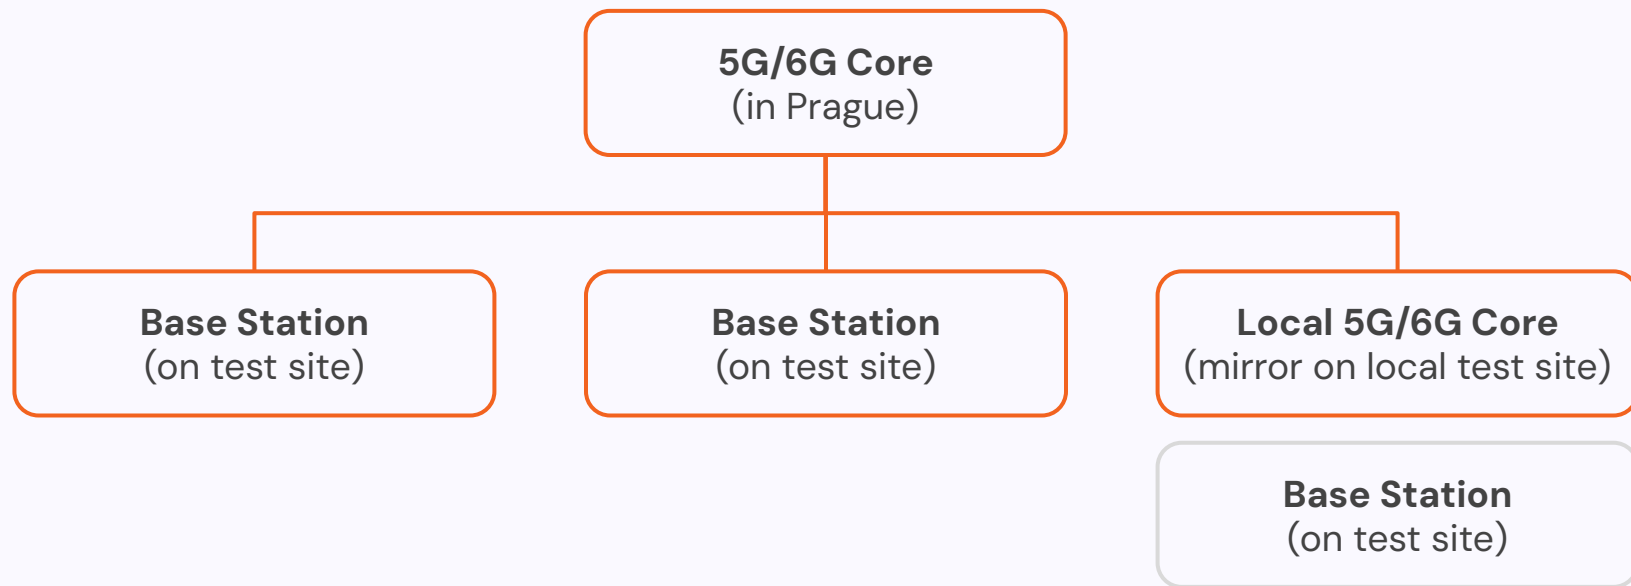 5G/6G Core
(in Prague)
Base Station
(on test site)
Base Station
(on test site)
Local 5G/6G Core
(mirror on local test site)
Base Station
(on test site)